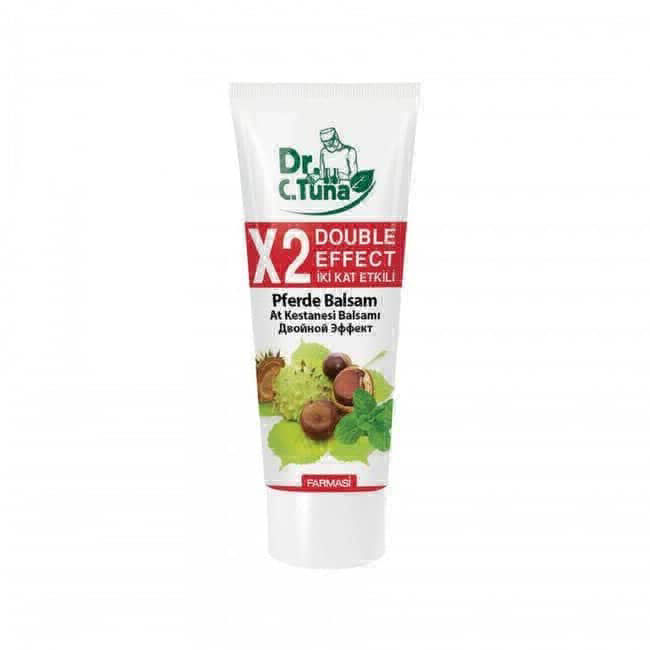 Dr.
C.Tuna
X2 DOUBLE
EFFECT
İKİ KAT ETKİLİ
Pferde Balsam
At Kestanesi Balsamı
Двойной Эффект
FARMASİ